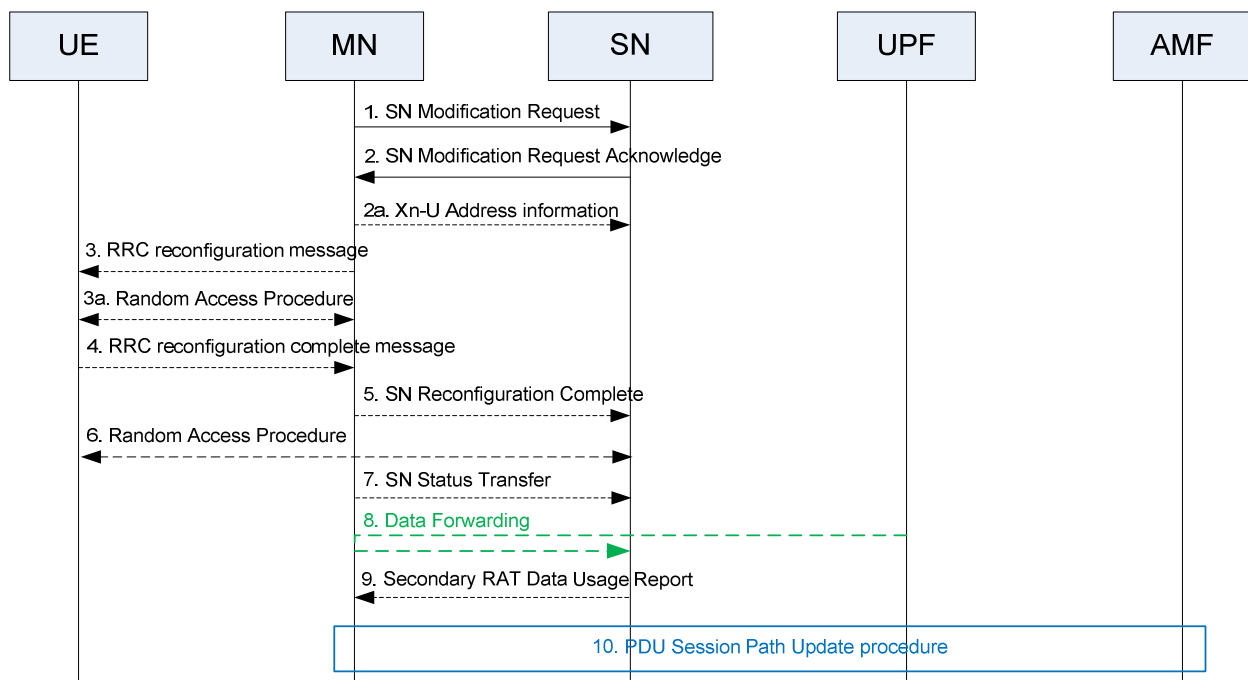 UE
MN
SN
UPF
AMF
1. SN Modification Request
2. SN Modification Request Acknowledge
2a. Xn-U Address information
3. RRC reconfiguration message
3a. Random Access Procedure
4. RRC reconfiguration complete message
5. SN Reconfiguration Complete
6. Random Access Procedure
7. SN Status Transfer
8. Data Forwarding
9. Secondary RAT Data Usage Report
10. PDU Session Path Update procedure